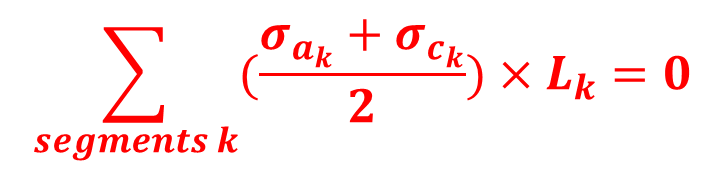 ∑ segments k ( (σ_{a_k} + σ_{c_k}) / 2 ) × L_k = 0